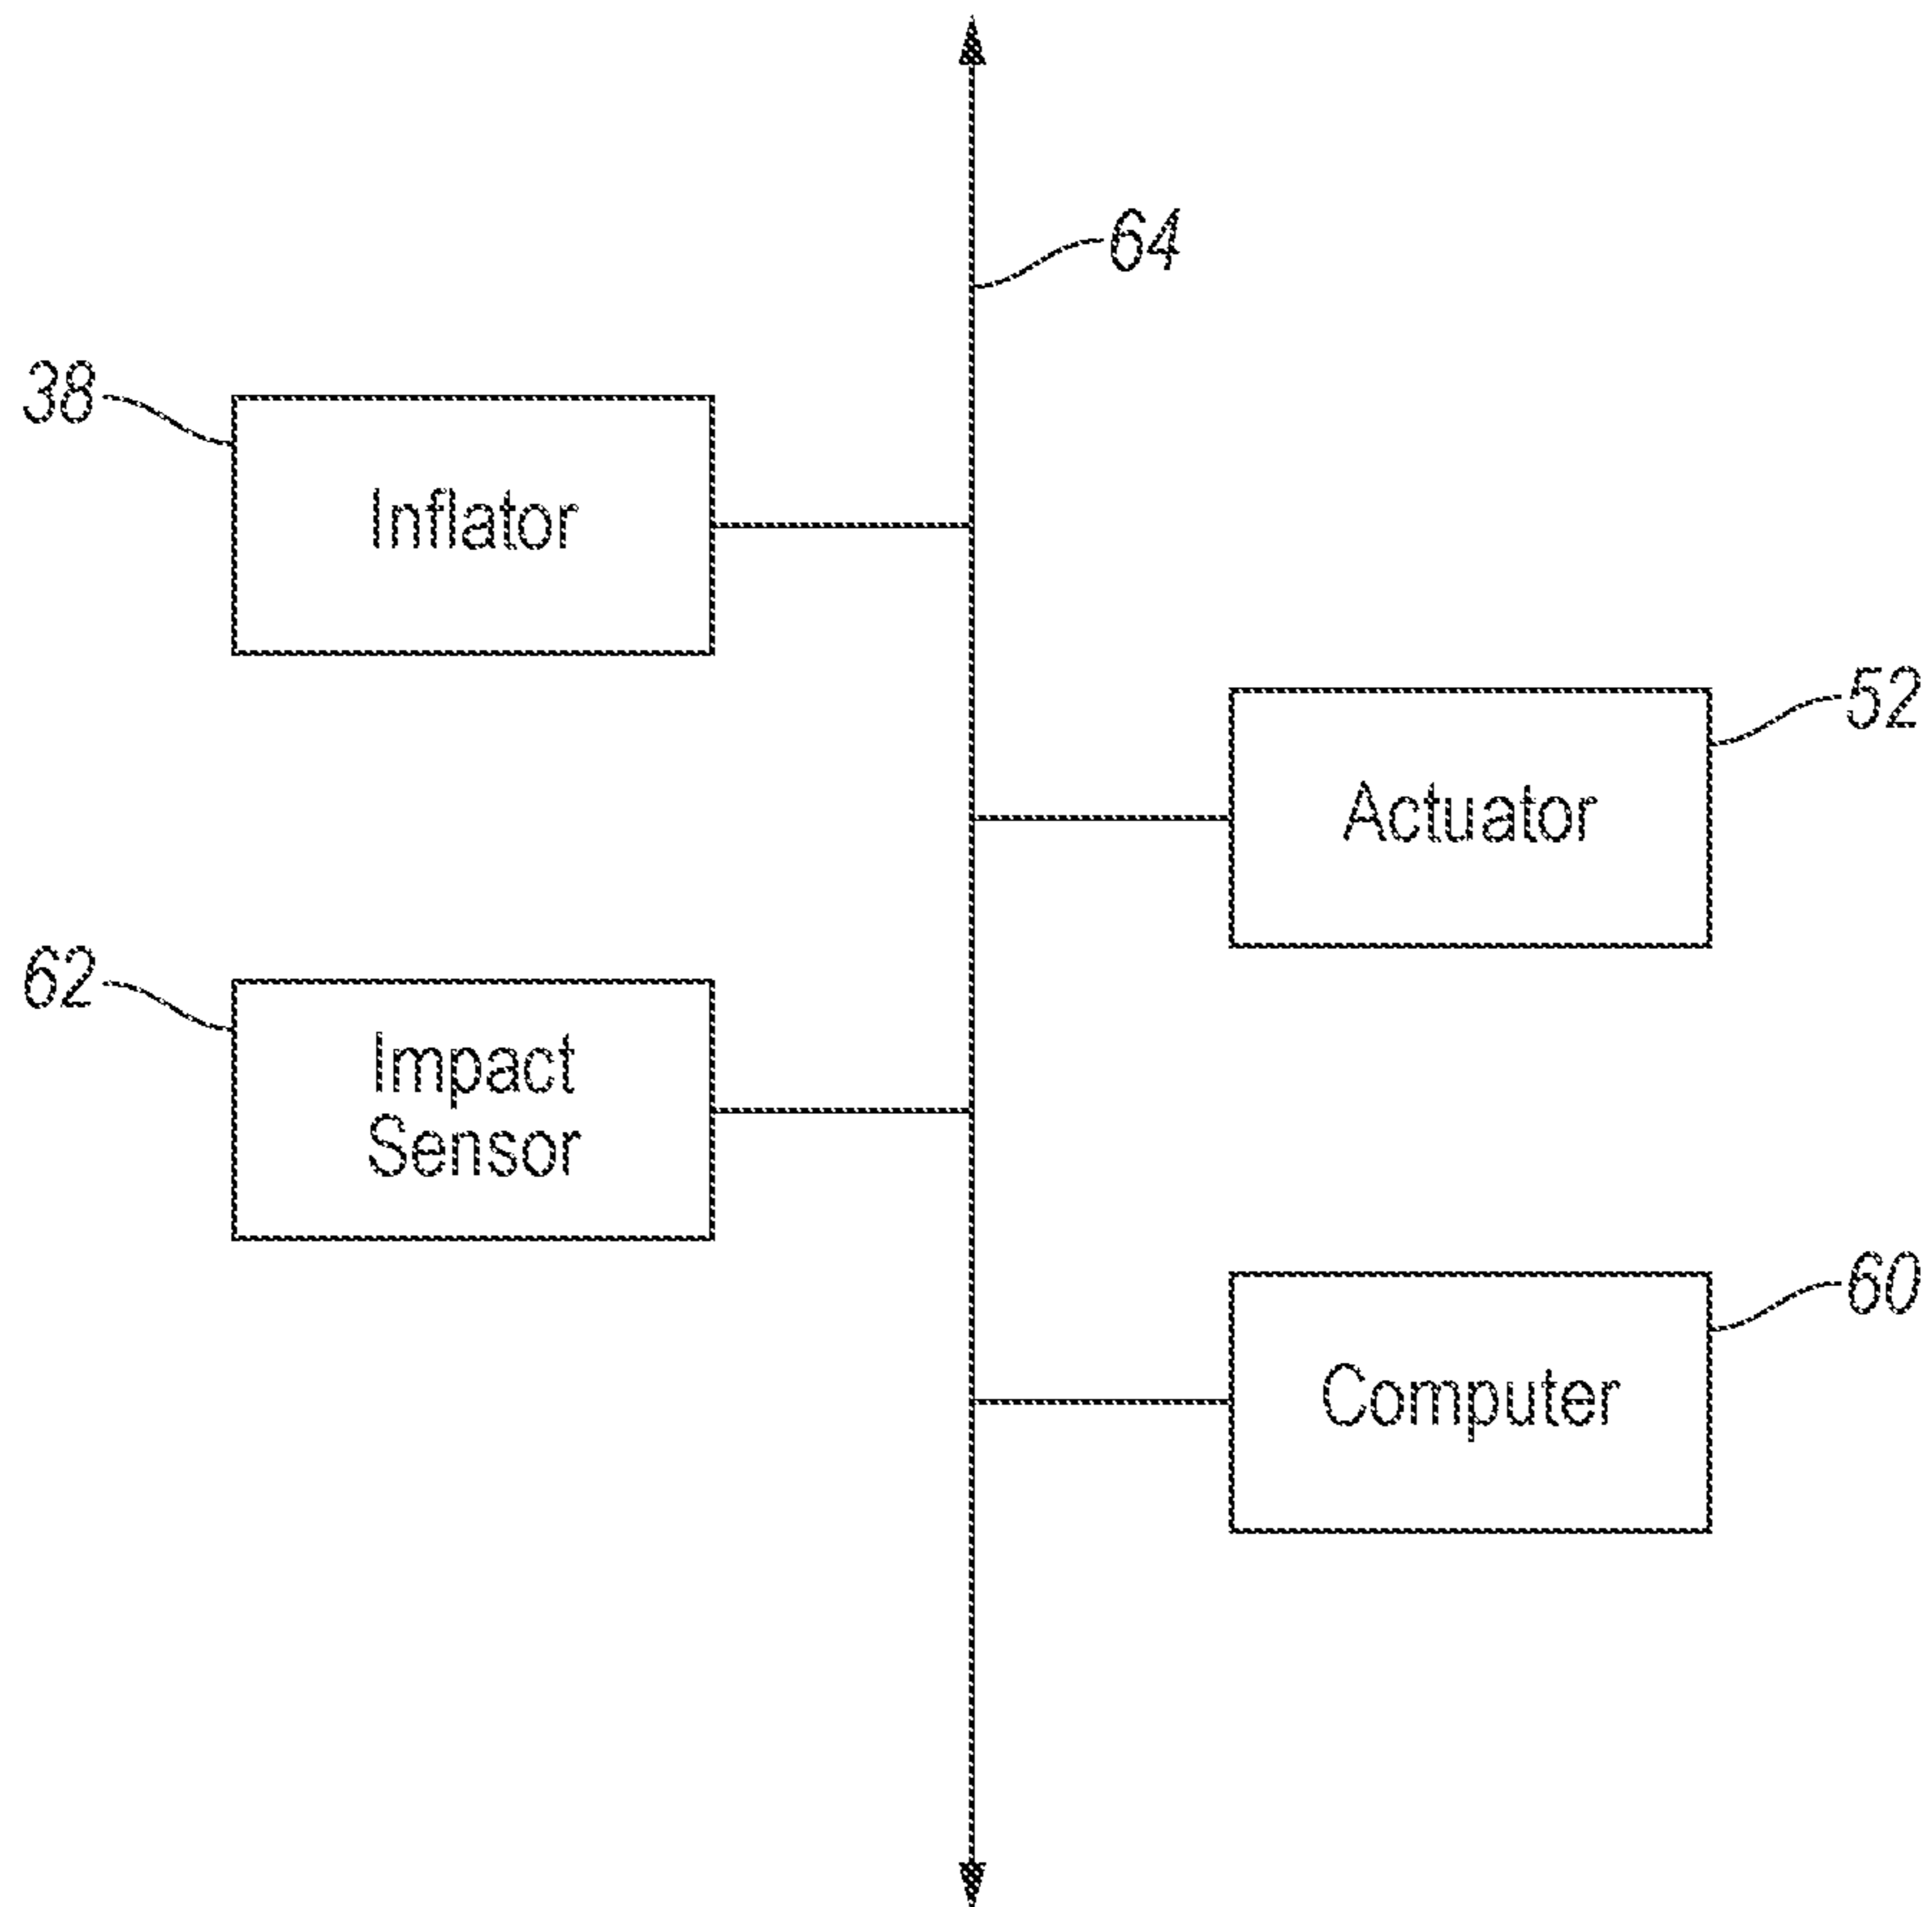 64
38
Inflator
52
Actuator
62
Impact
Sensor
60
Computer